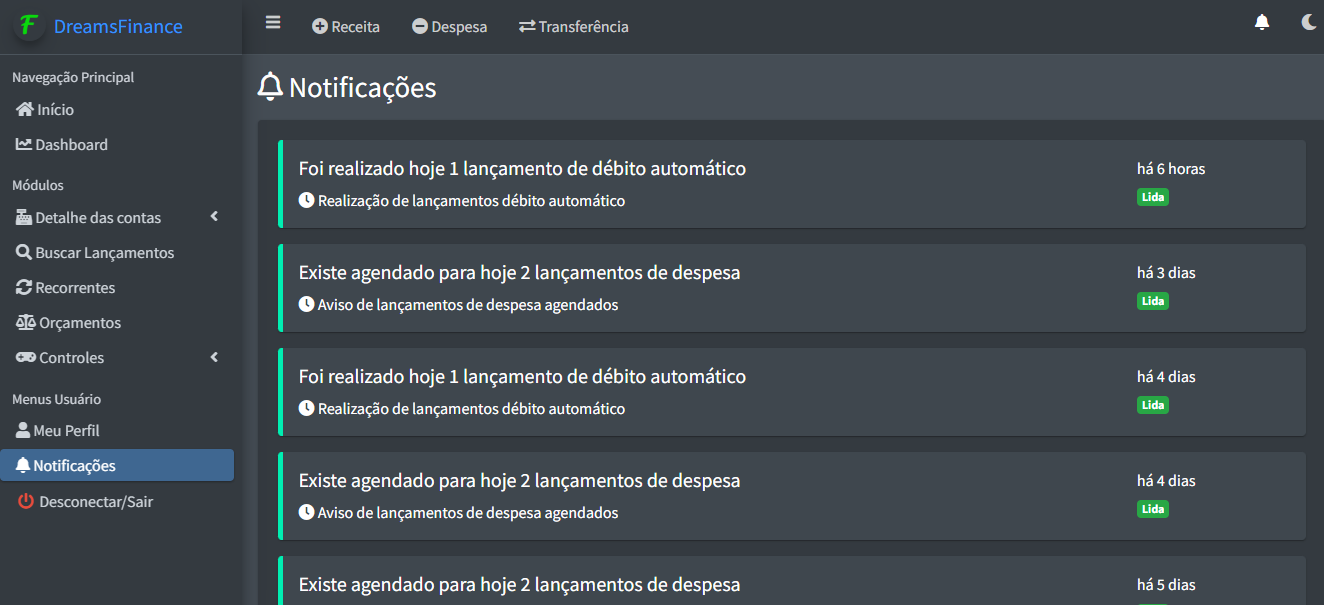 DreamsFinance
Receita
Despesa
Transferência
Navegação Principal
Início
Dashboard
Módulos
Detalhe das contas
Buscar Lançamentos
Recorrentes
Orçamentos
Controles
Menus Usuário
Meu Perfil
Notificações
Desconectar/Sair
Notificações
Foi realizado hoje 1 lançamento de débito automático
há 6 horas
Realização de lançamentos débito automático
Lida
Existe agendado para hoje 2 lançamentos de despesa
há 3 dias
Aviso de lançamentos de despesa agendados
Lida
Foi realizado hoje 1 lançamento de débito automático
há 4 dias
Realização de lançamentos débito automático
Lida
Existe agendado para hoje 2 lançamentos de despesa
há 4 dias
Aviso de lançamentos de despesa agendados
Lida
Existe agendado para hoje 2 lançamentos de despesa
há 5 dias